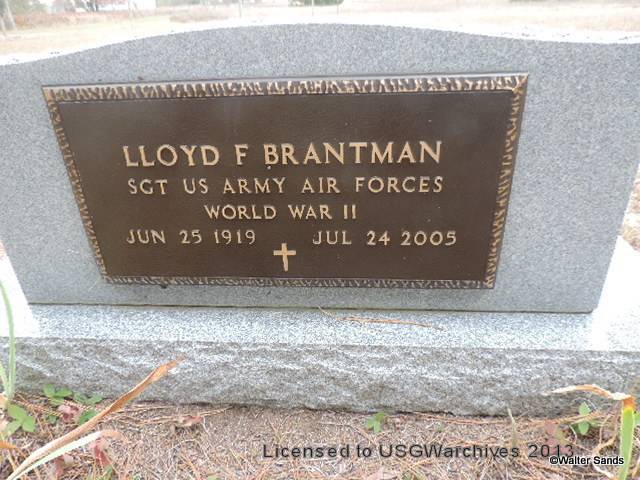 LLOYD F BRANTMAN
SGT US ARMY AIR FORCES
WORLD WAR II
JUN 25 1919 JUL 24 2005
Licensed to USGWarchives 2013
©Walter Sands